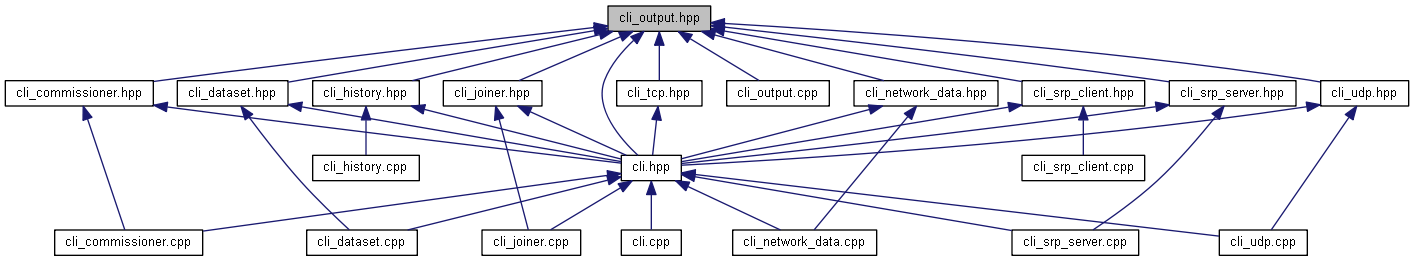 cli_output.hpp
cli_commissioner.hpp
cli_dataset.hpp
cli_history.hpp
cli_joiner.hpp
cli_tcp.hpp
cli_output.cpp
cli_network_data.hpp
cli_srp_client.hpp
cli_srp_server.hpp
cli_udp.hpp
cli_history.cpp
cli.hpp
cli_srp_client.cpp
cli_commissioner.cpp
cli_dataset.cpp
cli_joiner.cpp
cli.cpp
cli_network_data.cpp
cli_srp_server.cpp
cli_udp.cpp